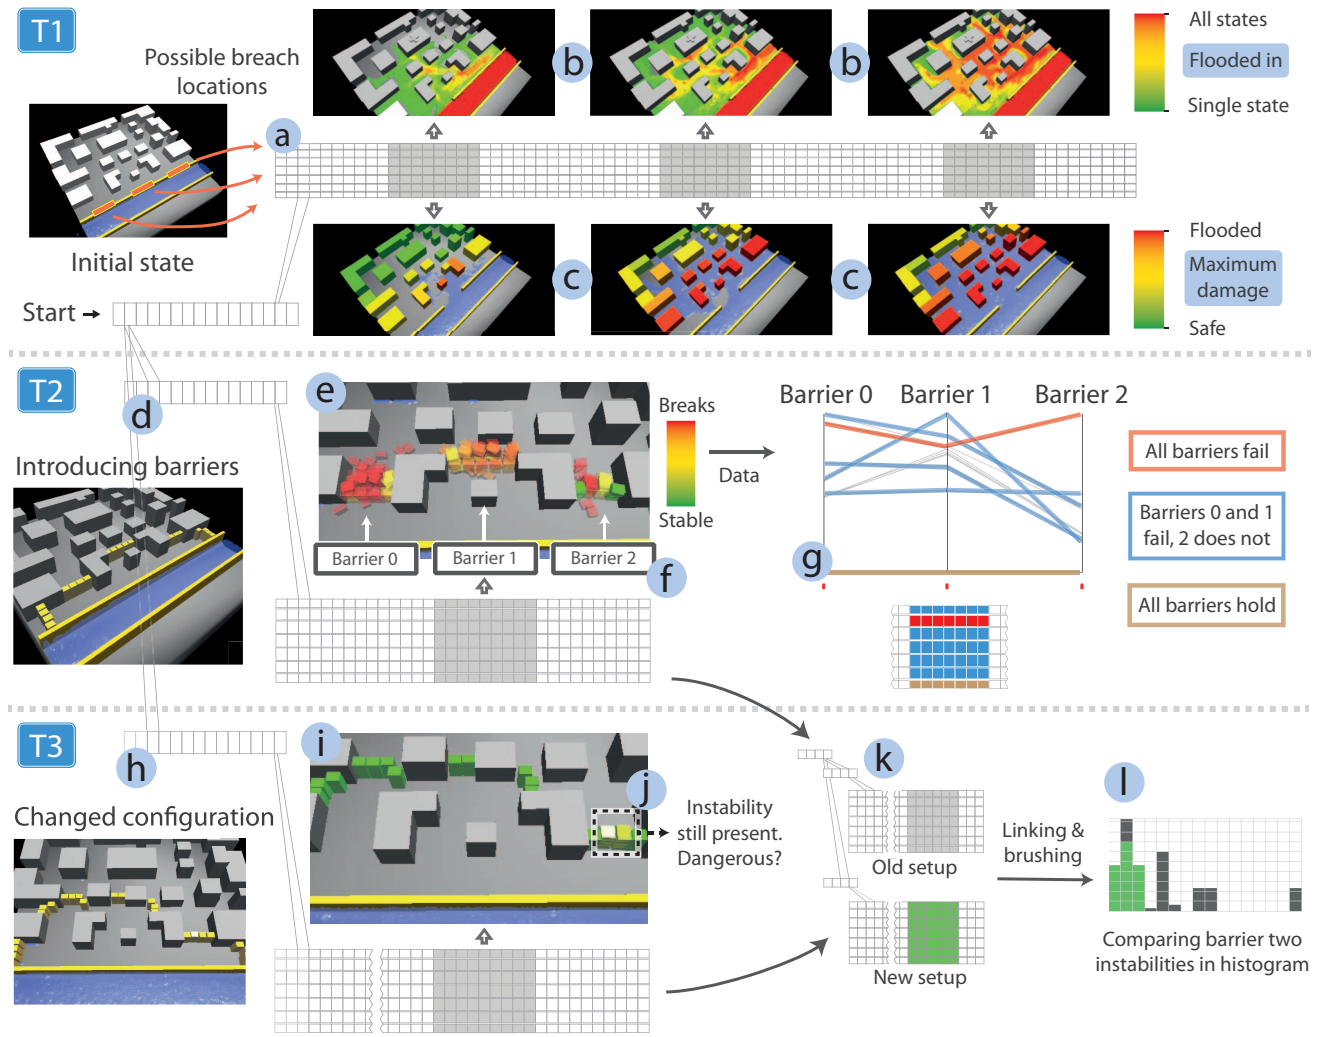 T1
Possible breach
locations
a
b
b
All states
Flooded in
Single state
Initial state
c
c
Flooded
Maximum
damage
Safe
Start
T2
d
Introducing barriers
e
Barrier 0
Barrier 1
Barrier 2
f
Breaks
Stable
Data
Barrier 0
Barrier 1
Barrier 2
g
All barriers fail
Barriers 0 and 1
fail, 2 does not
All barriers hold
T3
h
Changed configuration
i
j
Instability
still present.
Dangerous?
k
Old setup
New setup
Linking &
brushing
l
Comparing barrier two
instabilities in histogram